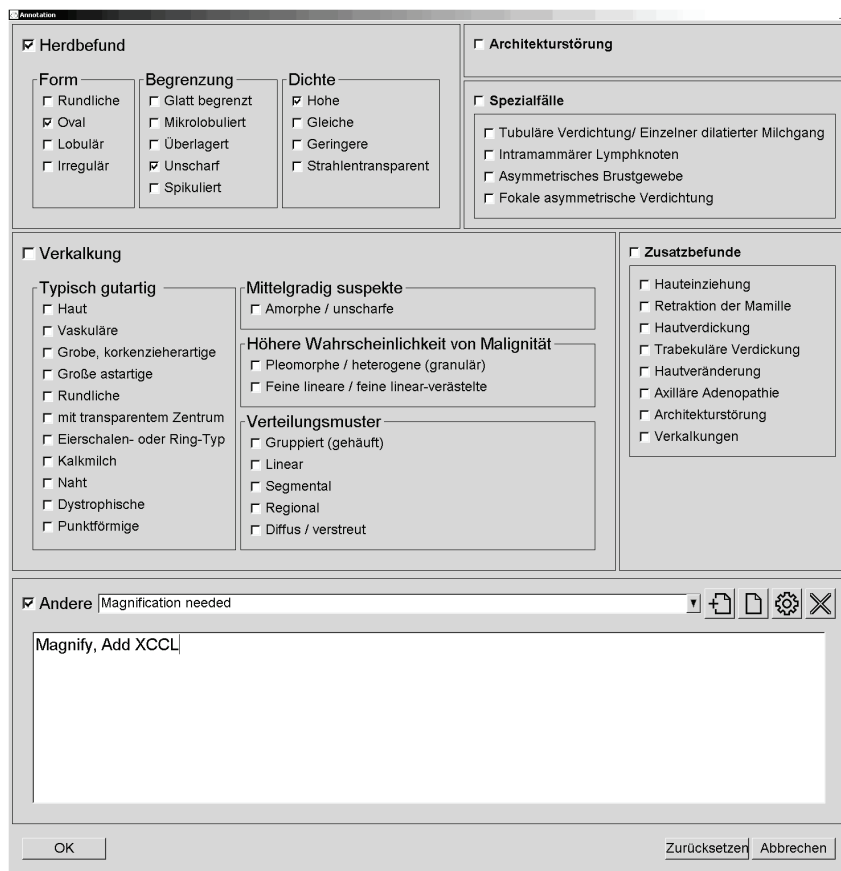 Annotation
Herdbefund
Form
Rundliche
Oval
Lobulär
Irregulär
Begrenzung
Glatt begrenzt
Mikrolobuliert
Überlagert
Unscharf
Spikuliert
Dichte
Hohe
Gleiche
Geringere
Strahlentransparent
Architekturstörung
Spezialfälle
Tubuläre Verdichtung/ Einzelner dilatierter Milchgang
Intramammärer Lymphknoten
Asymmetrisches Brustgewebe
Fokale asymmetrische Verdichtung
Verkalkung
Typisch gutartig
Haut
Vaskuläre
Grobe, korkenzieherartige
Große astartige
Rundliche
mit transparentem Zentrum
Eierschalen- oder Ring-Typ
Kalkmilch
Naht
Dystrophische
Punktförmige
Mittelgradig suspekte
Amorphe / unscharfe
Höhere Wahrscheinlichkeit von Malignität
Pleomorphe / heterogene (granulär)
Feine lineare / feine linear-verästelte
Verteilungsmuster
Gruppiert (gehäuft)
Linear
Segmental
Regional
Diffus / verstreut
Zusatzbefunde
Hauteinziehung
Retraktion der Mamille
Hautverdickung
Trabekuläre Verdickung
Hautveränderung
Axilläre Adenopathie
Architekturstörung
Verkalkungen
Andere Magnification needed
Magnify, Add XCCL
OK Zurücksetzen Abbrechen